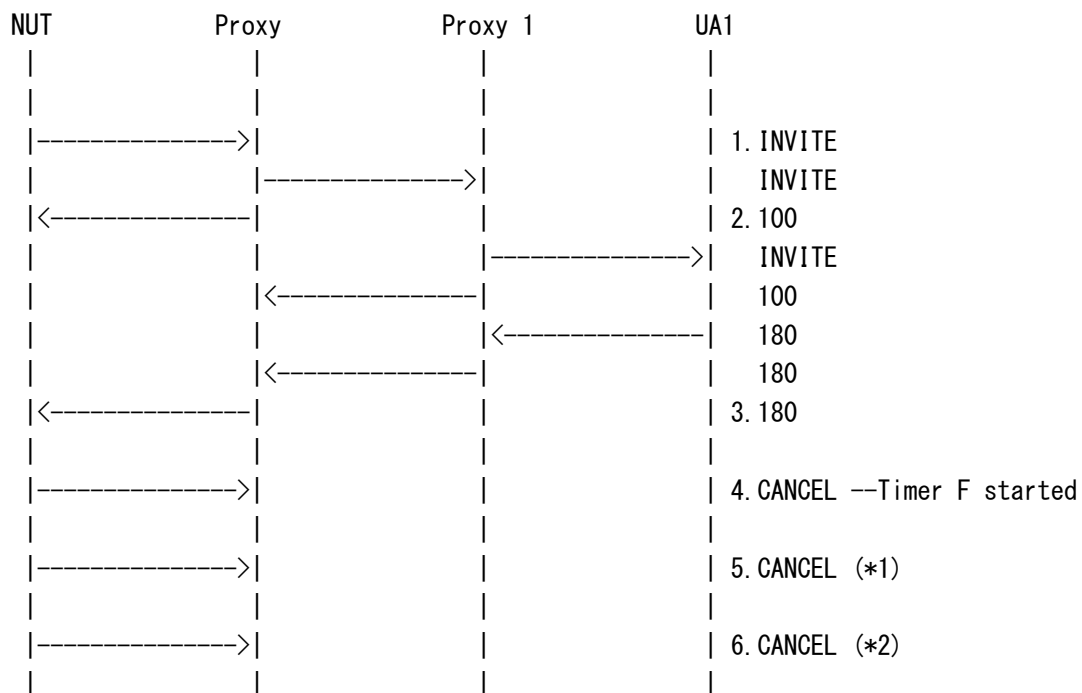 NUT Proxy Proxy 1 UA1
| | | |
| | | |
|--------------->| | | 1. INVITE
| |--------------->| | INVITE
|<---------------| | | 2. 100
| | |--------------->| INVITE
| |<---------------| | 100
| | |<---------------| 180
| |<---------------| | 180
|<---------------| | | 3. 180
| | | |
|--------------->| | | 4. CANCEL --Timer F started
| | | |
|--------------->| | | 5. CANCEL (*1)
| | | |
|--------------->| | | 6. CANCEL (*2)
| | | |